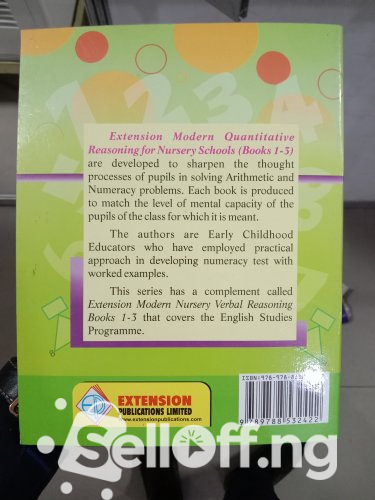 Extension Modern Quantitative
Reasoning for Nursery Schools (Books 1-3)
are developed to sharpen the thought
processes of pupils in solving Arithmetic and
Numeracy problems. Each book is produced
to match the level of mental capacity of the
pupils of the class for which it is meant.
The authors are Early Childhood
Educators who have employed practical
approach in developing numeracy test with
worked examples.
This series has a complement called
Extension Modern Nursery Verbal Reasoning
Books 1-3 that covers the English Studies
Programme.
EXTENSION
PUBLICATIONS LIMITED
www.extensionpublications.com
9 789788 532422
Selloff.ng